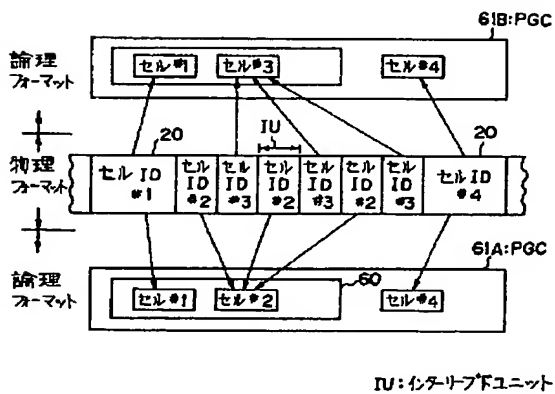 61B:PGC
論理
フォーマット
セル#1
セル#3
セル#4
IU
20
20
物理
フォーマット
セル ID #1
セル ID #2
セル ID #3
セル ID #2
セル ID #3
セル ID #2
セル ID #3
セル ID #4
61A:PGC
論理
フォーマット
60
セル#1
セル#2
セル#4
IU:インターリーブドユニット